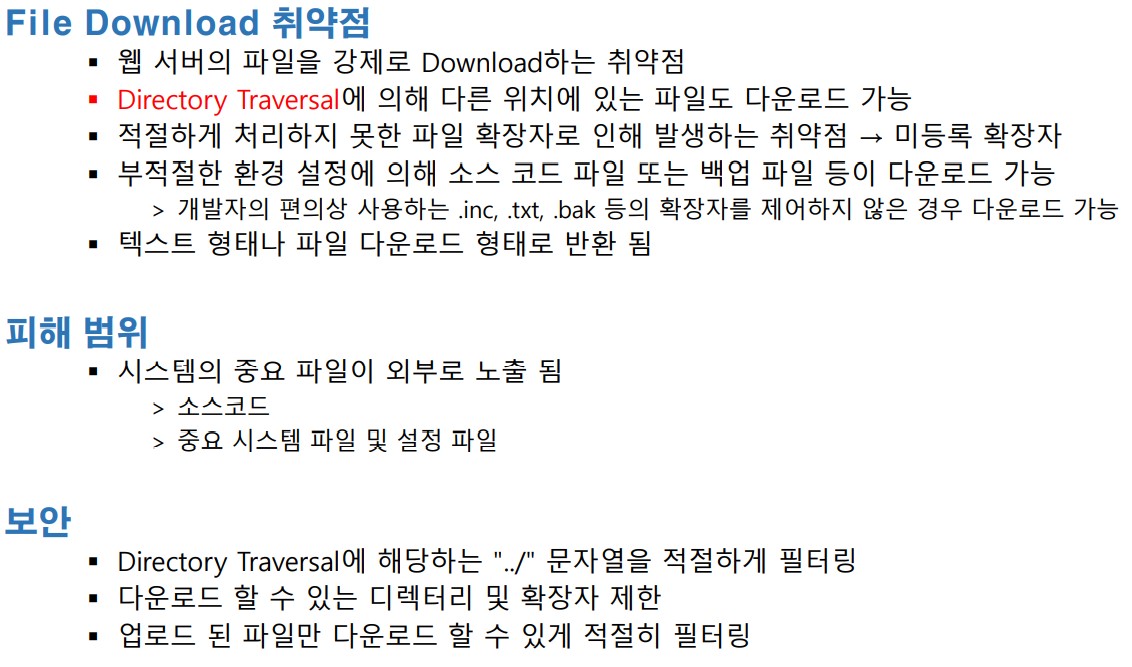 File Download 취약점
▪ 웹 서버의 파일을 강제로 Download하는 취약점
▪ Directory Traversal에 의해 다른 위치에 있는 파일도 다운로드 가능
▪ 적절하게 처리하지 못한 파일 확장자로 인해 발생하는 취약점 → 미등록 확장자
▪ 부적절한 환경 설정에 의해 소스 코드 파일 또는 백업 파일 등이 다운로드 가능
> 개발자의 편의상 사용하는 .inc, .txt, .bak 등의 확장자를 제어하지 않은 경우 다운로드 가능
▪ 텍스트 형태나 파일 다운로드 형태로 반환 됨
피해 범위
▪ 시스템의 중요 파일이 외부로 노출 됨
> 소스코드
> 중요 시스템 파일 및 설정 파일
보안
▪ Directory Traversal에 해당하는 "../" 문자열을 적절하게 필터링
▪ 다운로드 할 수 있는 디렉터리 및 확장자 제한
▪ 업로드 된 파일만 다운로드 할 수 있게 적절히 필터링